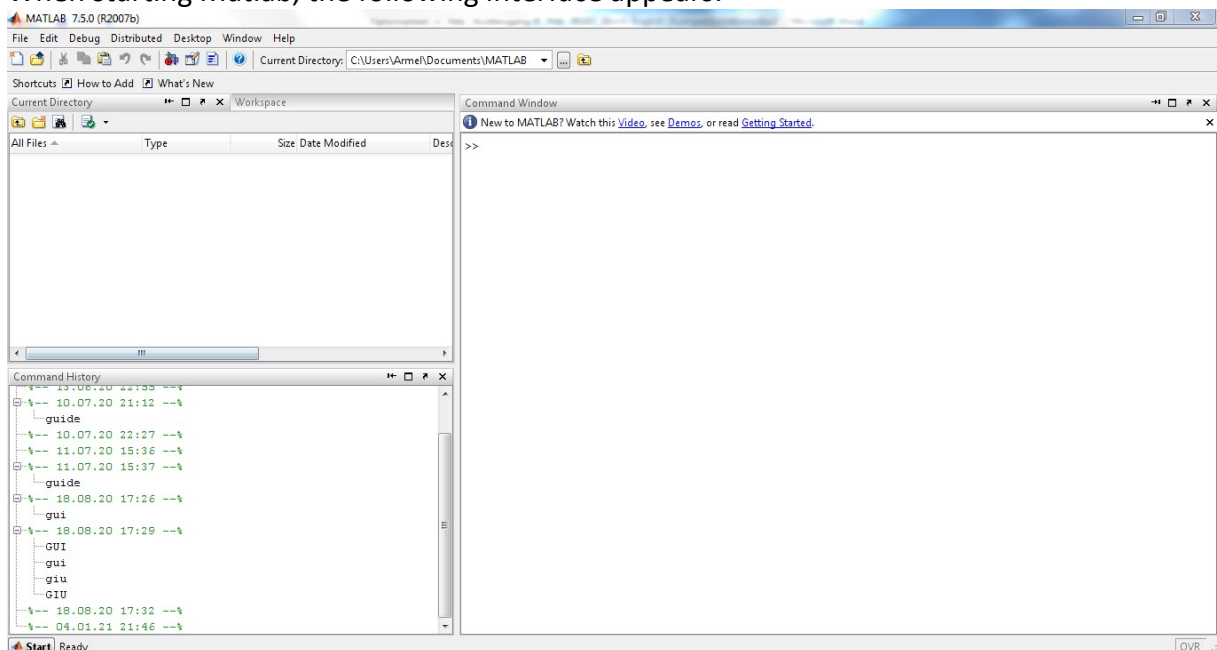 When starting Matlab, the following interface appears:
MATLAB 7.5.0 (R2007b)
File Edit Debug Distributed Desktop Window Help
Current Directory: C:\Users\Armel\Documents\MATLAB
Shortcuts How to Add What's New
Current Directory Workspace
All Files Type Size Date Modified Desc
Command History
%-- 13.08.20 22:55 --%
%-- 10.07.20 21:12 --%
guide
%-- 10.07.20 22:27 --%
%-- 11.07.20 15:36 --%
%-- 11.07.20 15:37 --%
guide
%-- 18.08.20 17:26 --%
gui
%-- 18.08.20 17:29 --%
GUI
gui
giu
GIU
%-- 18.08.20 17:32 --%
%-- 04.01.21 21:46 --%
Command Window
New to MATLAB? Watch this Video, see Demos, or read Getting Started.
>>
Start Ready
OVR